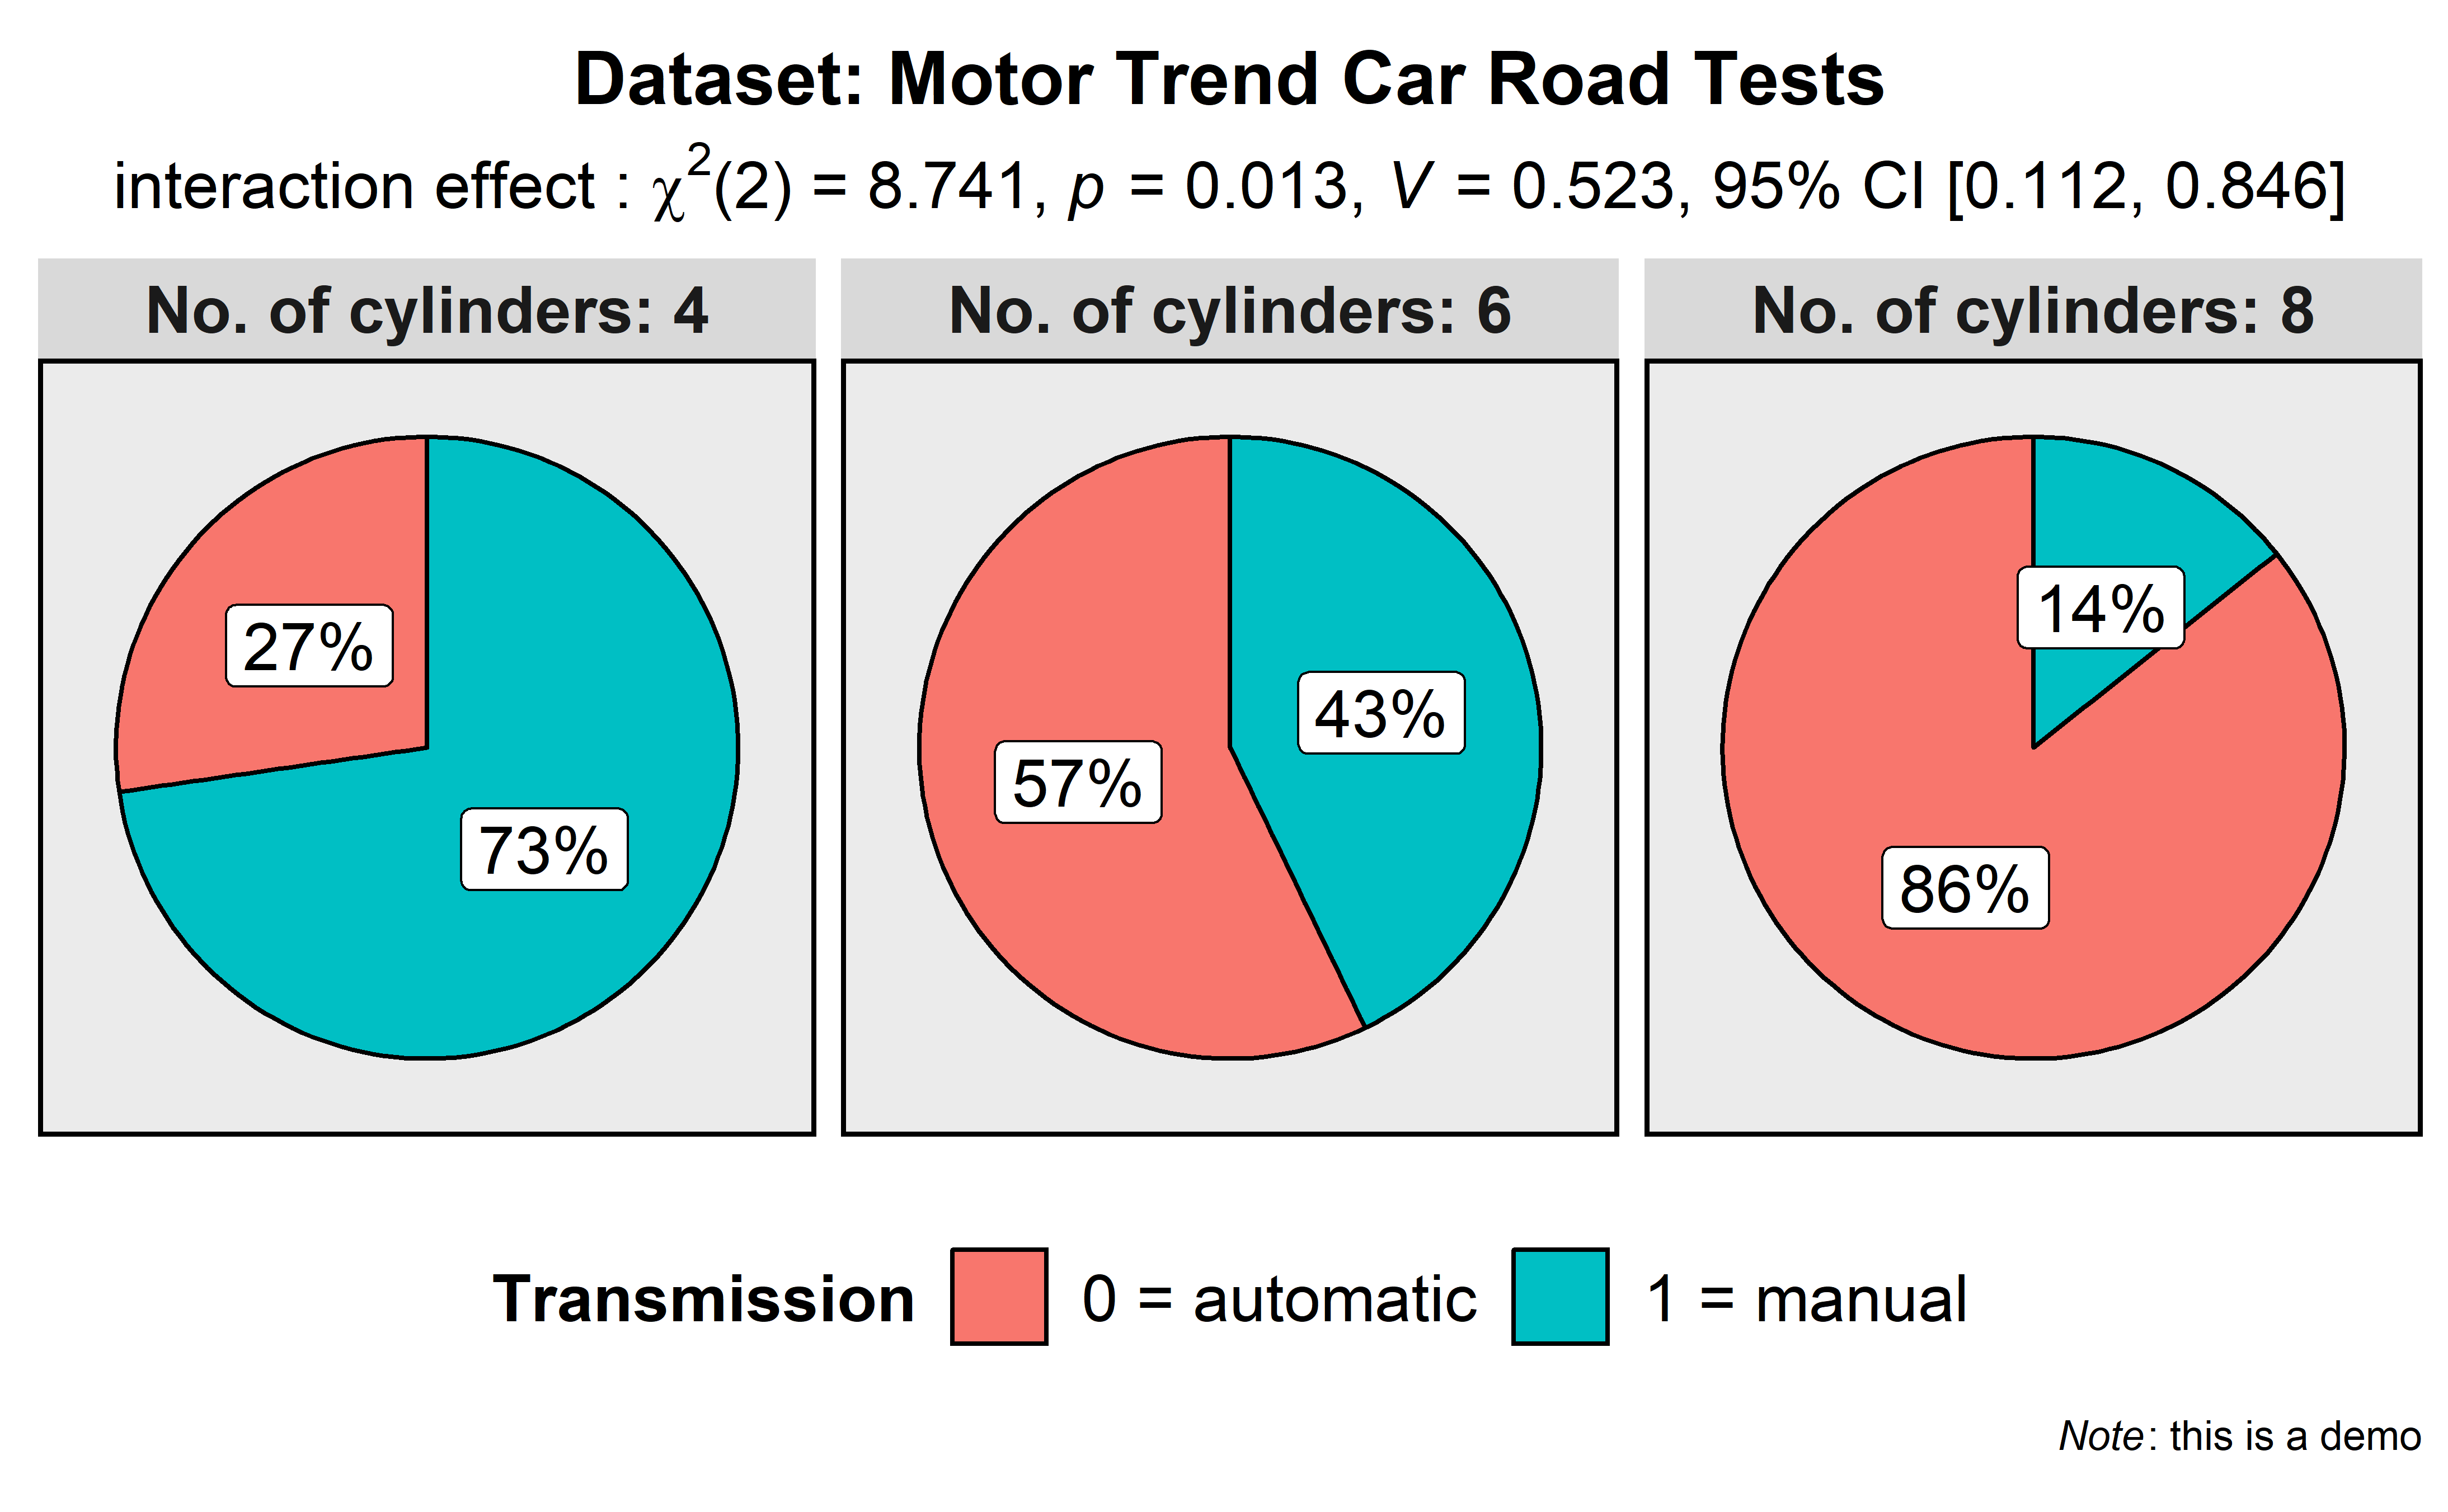 Dataset: Motor Trend Car Road Tests
interaction effect : χ²(2) = 8.741, p = 0.013, V = 0.523, 95% CI [0.112, 0.846]
No. of cylinders: 4
No. of cylinders: 6
No. of cylinders: 8
27%
73%
57%
43%
14%
86%
Transmission 0 = automatic 1 = manual
Note: this is a demo